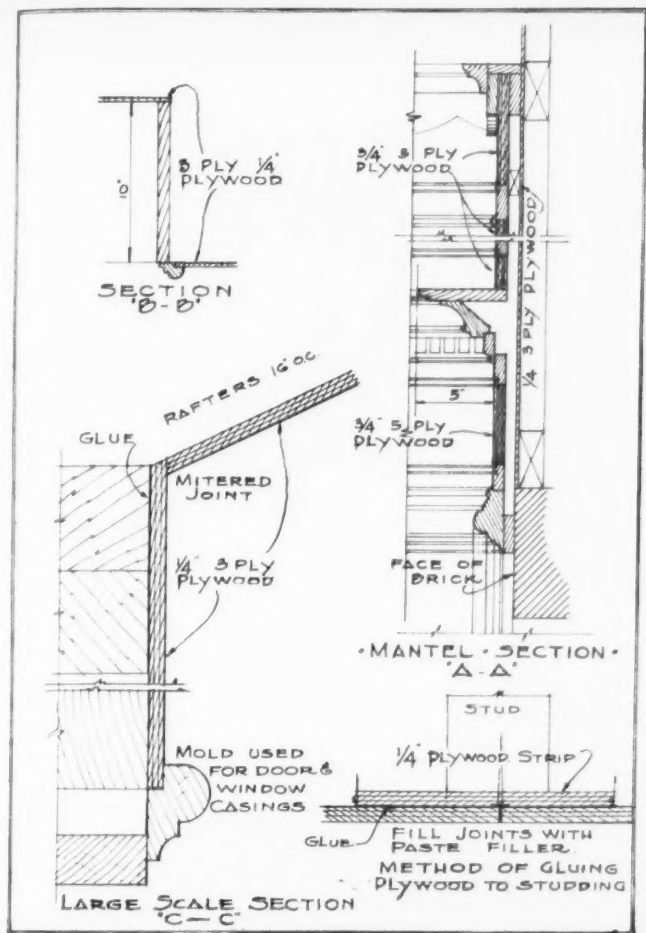 3 PLY 1/4"
PLYWOOD
10"
SECTION
"B-B"
3/4" 3 PLY
PLYWOOD
1/4 3 PLY PLYWOOD
5"
3/4" 5 PLY
PLYWOOD
FACE OF
BRICK
·MANTEL·SECTION·
"A-A"
RAFTERS 16" O.C.
GLUE
MITERED
JOINT
1/4" 3 PLY
PLYWOOD
MOLD USED
FOR DOOR &
WINDOW
CASINGS
LARGE SCALE SECTION
"C-C"
STUD
1/4" PLYWOOD STRIP
GLUE
FILL JOINTS WITH
PASTE FILLER.
METHOD OF GLUING
PLYWOOD TO STUDDING